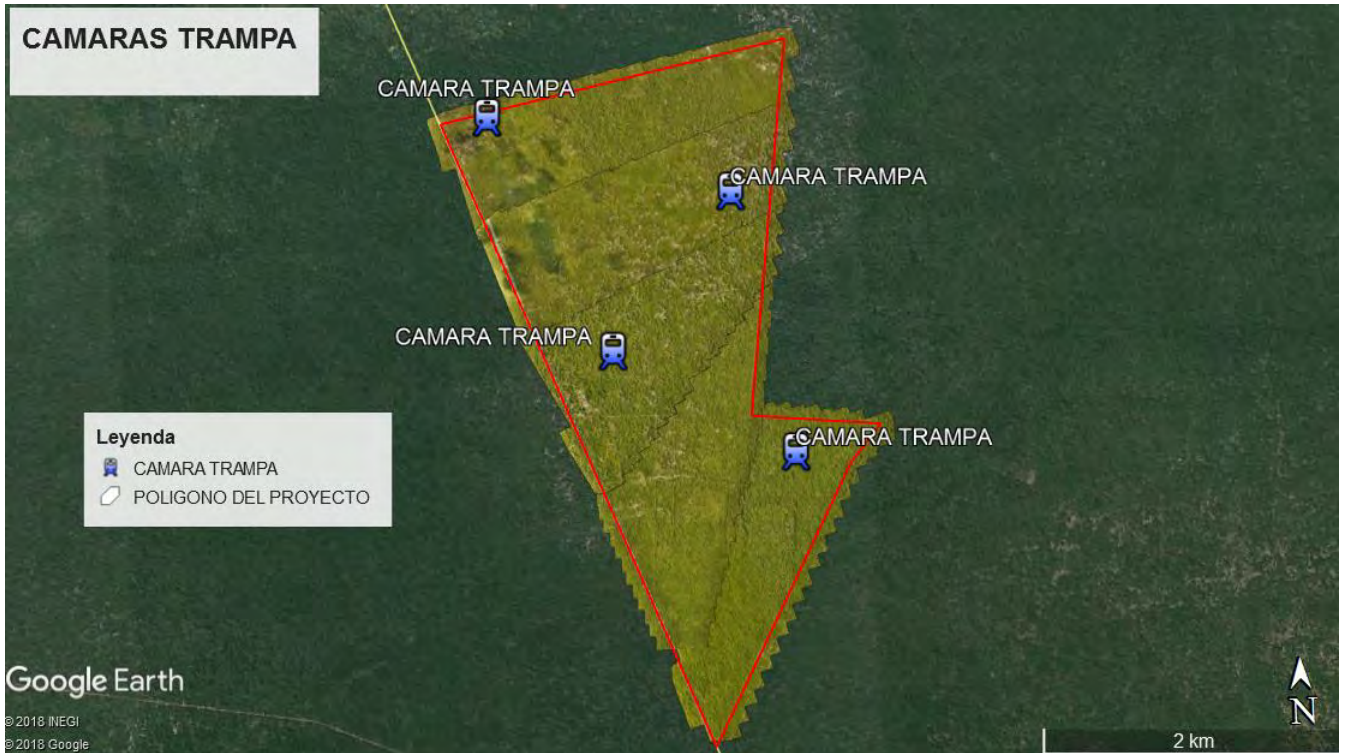 CAMARAS TRAMPA
CAMARA TRAMPA
CAMARA TRAMPA
CAMARA TRAMPA
CAMARA TRAMPA
Leyenda
CAMARA TRAMPA
POLIGONO DEL PROYECTO
Google Earth
© 2018 INEGI
© 2018 Google
N
2 km